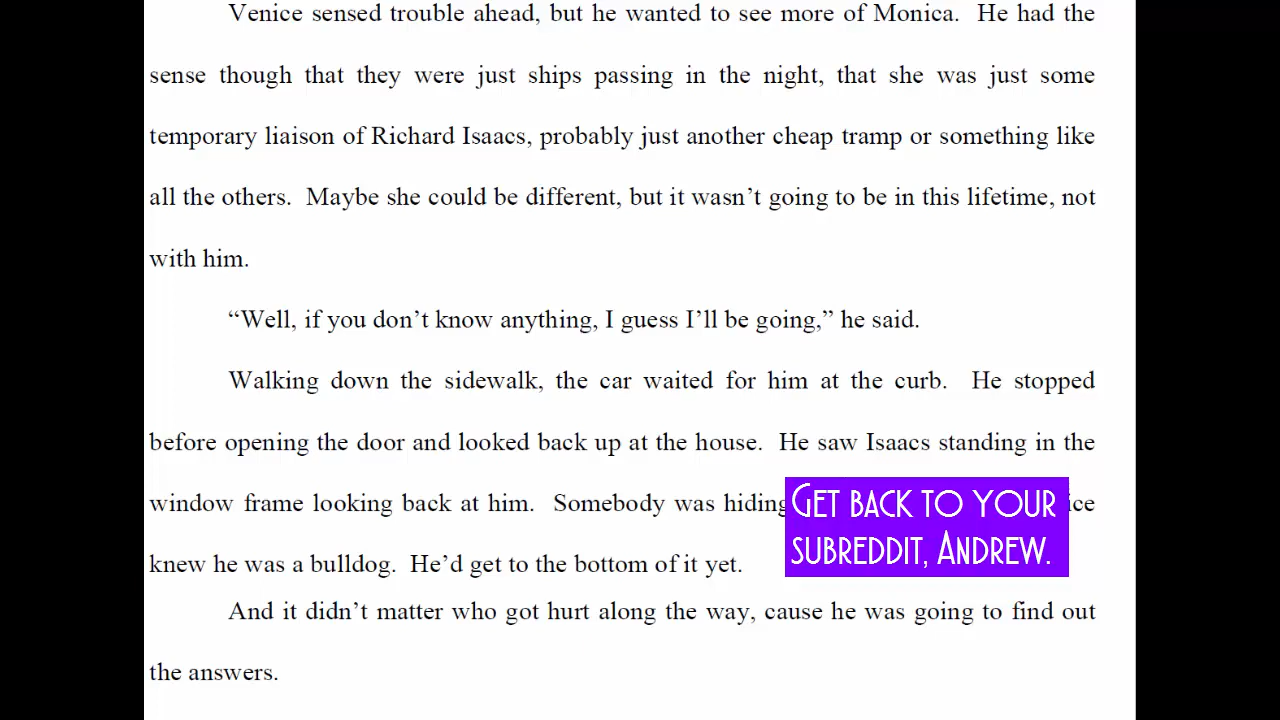 Venice sensed trouble ahead, but he wanted to see more of Monica.  He had the
sense though that they were just ships passing in the night, that she was just some
temporary liaison of Richard Isaacs, probably just another cheap tramp or something like
all the others.  Maybe she could be different, but it wasn’t going to be in this lifetime, not
with him.
“Well, if you don’t know anything, I guess I’ll be going,” he said.
Walking down the sidewalk, the car waited for him at the curb.  He stopped
before opening the door and looked back up at the house.  He saw Isaacs standing in the
window frame looking back at him.  Somebody was hiding
knew he was a bulldog.  He’d get to the bottom of it yet.
Get back to your
subreddit, Andrew.
And it didn’t matter who got hurt along the way, cause he was going to find out
the answers.